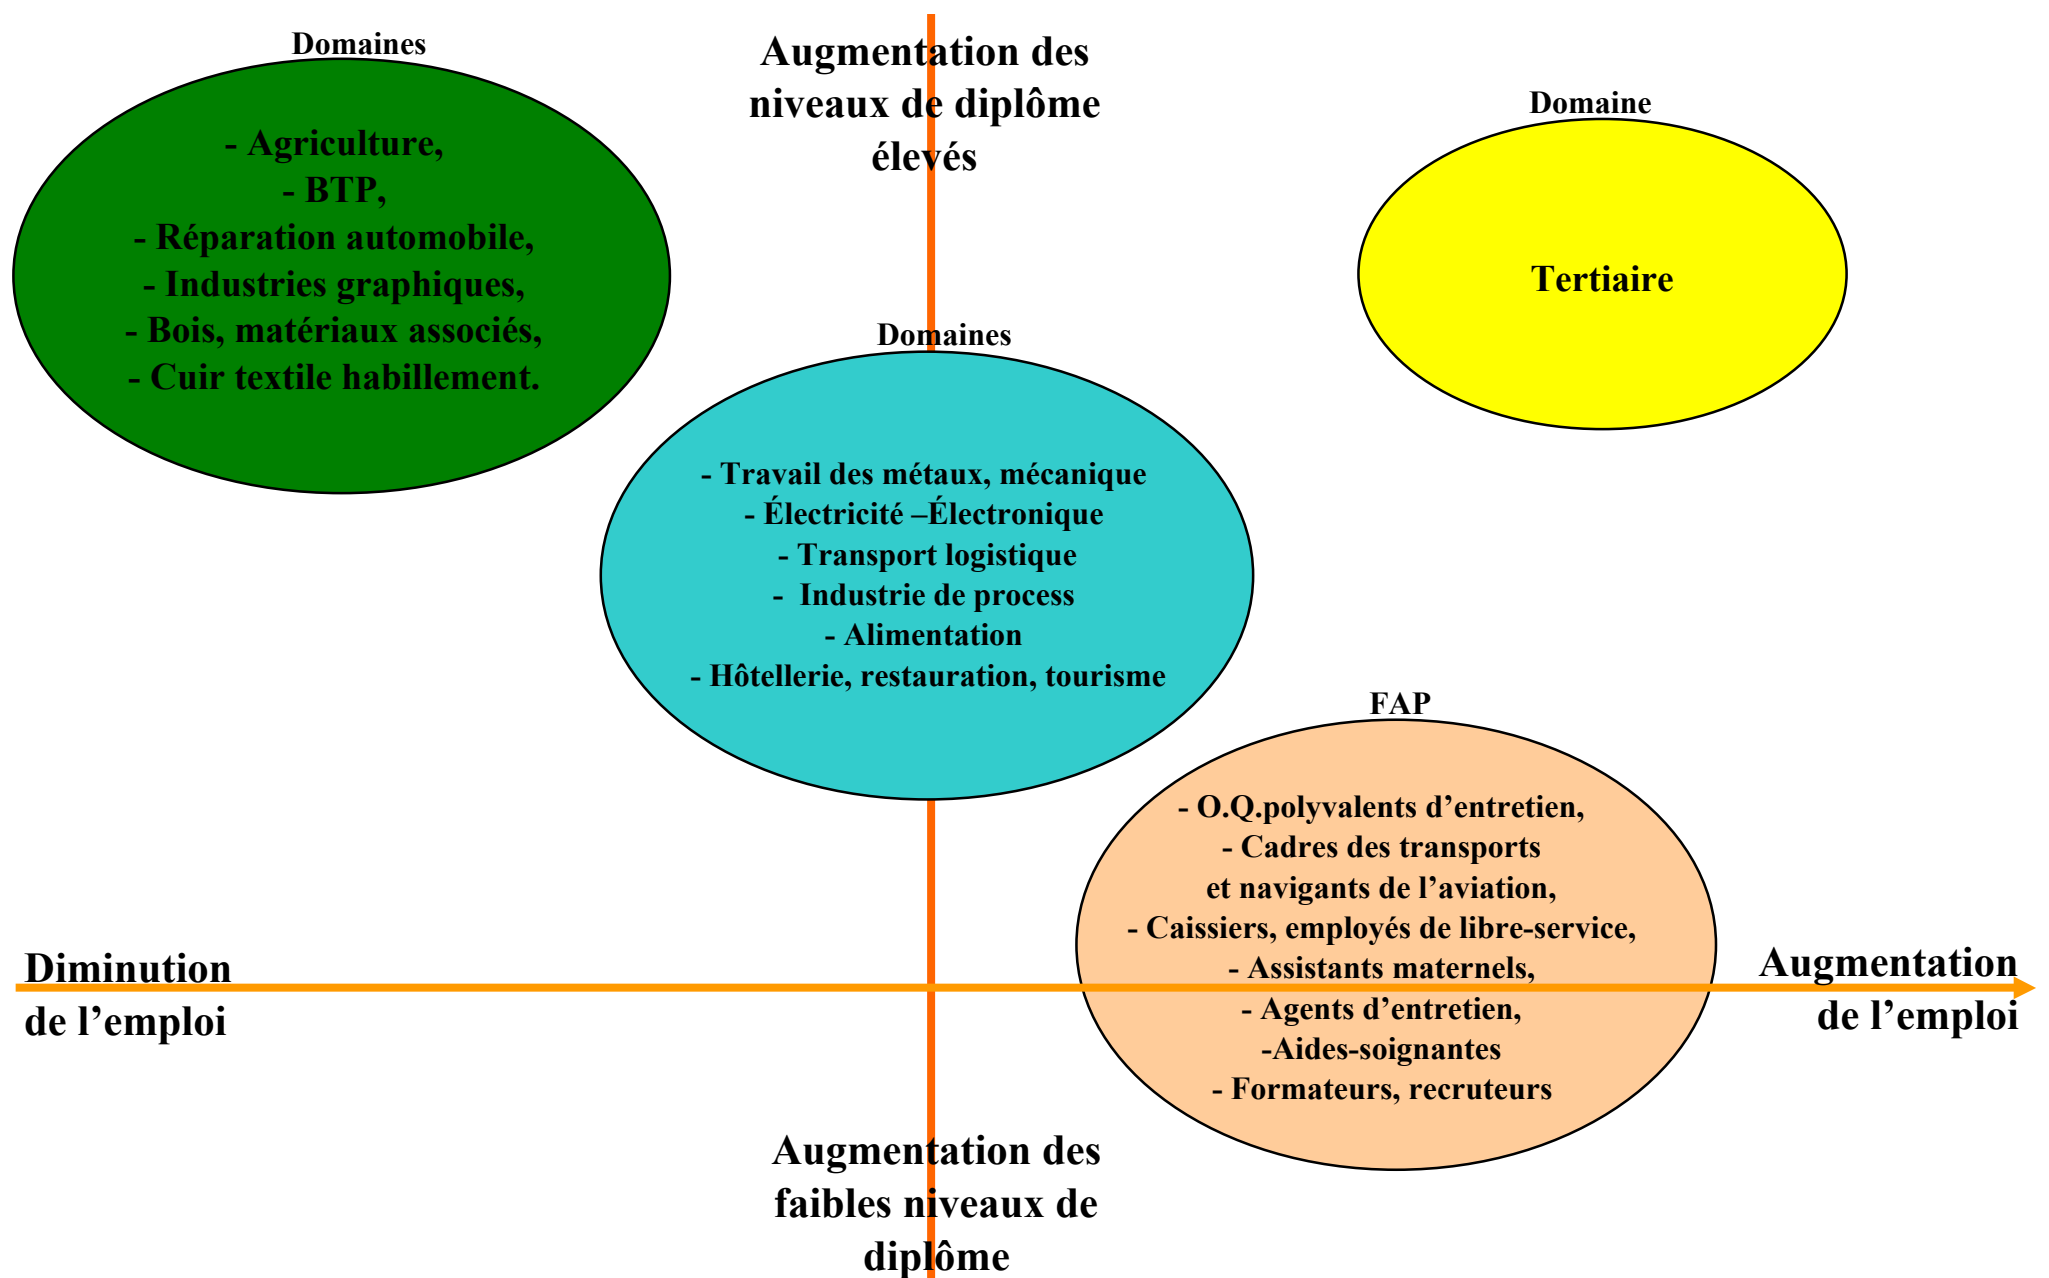 Domaines
- Agriculture,
- BTP,
- Réparation automobile,
- Industries graphiques,
- Bois, matériaux associés,
- Cuir textile habillement.
Augmentation des
niveaux de diplôme
élevés
Domaine
Tertiaire
Domaines
- Travail des métaux, mécanique
- Électricité –Électronique
- Transport logistique
-  Industrie de process
- Alimentation
- Hôtellerie, restauration, tourisme
FAP
- O.Q.polyvalents d’entretien,
- Cadres des transports
et navigants de l’aviation,
- Caissiers, employés de libre-service,
- Assistants maternels,
- Agents d’entretien,
-Aides-soignantes
- Formateurs, recruteurs
Diminution
de l’emploi
Augmentation
de l’emploi
Augmentation des
faibles niveaux de
diplôme